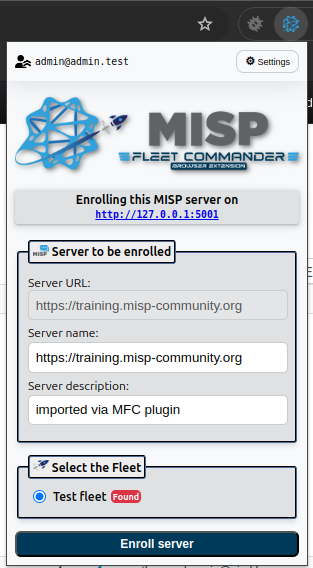 admin@admin.test
Settings
MISP
FLEET COMMANDER
BROWSER EXTENSION
Enrolling this MISP server on
http://127.0.0.1:5001
MISP Server to be enrolled
Server URL:
https://training.misp-community.org
Server name:
https://training.misp-community.org
Server description:
imported via MFC plugin
Select the Fleet
Test fleet Found
Enroll server